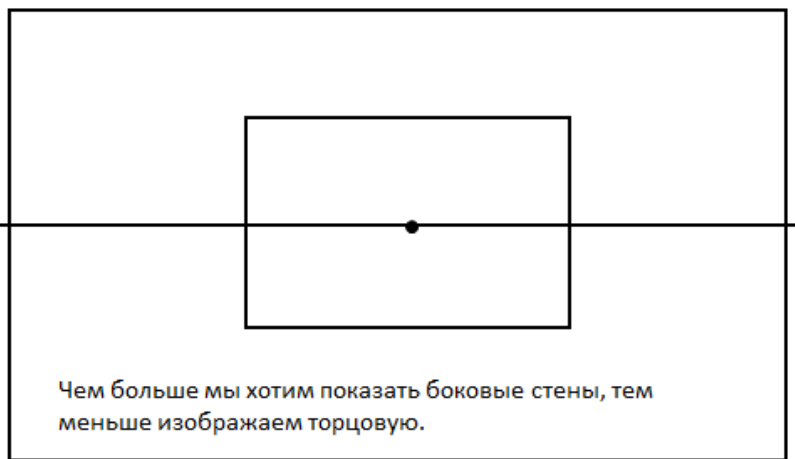 Чем больше мы хотим показать боковые стены, тем
меньше изображаем торцовую.